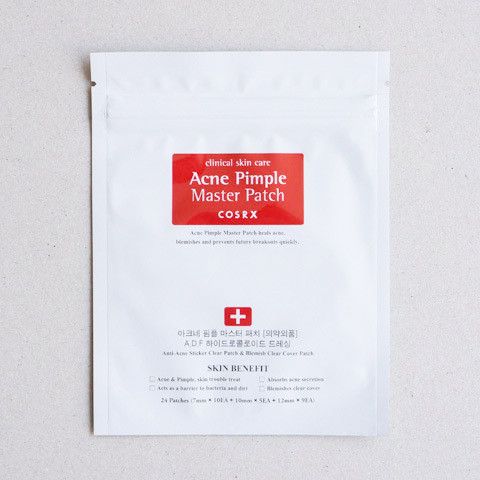 clinical skin care
Acne Pimple
Master Patch
COSRX
Acne Pimple Master Patch heals acne,
blemishes and prevents future breakouts quickly.
아크네 핌플 마스터 패치 [의약외품]
A.D.F 하이드로콜로이드 드레싱
Anti-Acne Sticker Clear Patch & Blemish Clear Cover Patch
SKIN BENEFIT
Acne & Pimple, skin trouble treat
Absorbs acne secretion
Acts as a barrier to bacteria and dirt
Blemishes clear cover
24 Patches (7mm * 10EA * 10mm * 5EA * 12mm * 9EA)